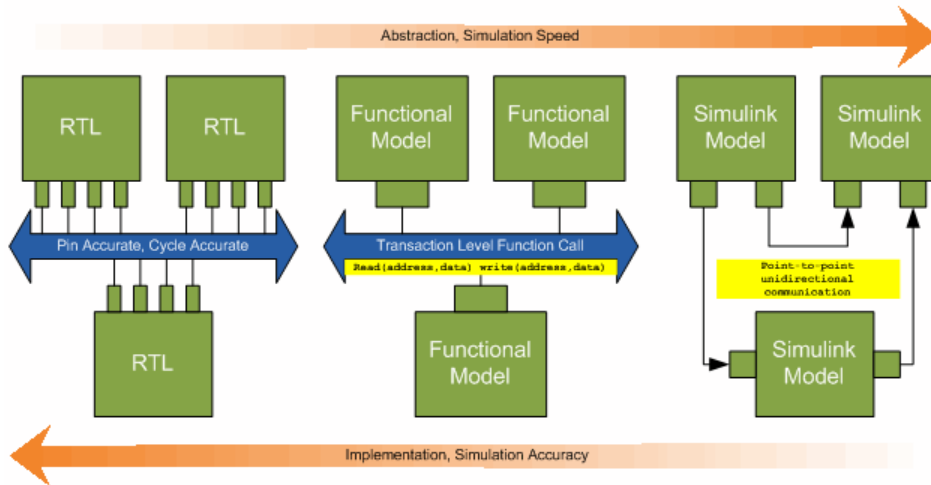 Abstraction, Simulation Speed
RTL
RTL
Functional
Model
Functional
Model
Simulink
Model
Simulink
Model
Pin Accurate, Cycle Accurate
Transaction Level Function Call
Read(address,data) write(address,data)
Point-to-point
unidirectional
communication
RTL
Functional
Model
Simulink
Model
Implementation, Simulation Accuracy